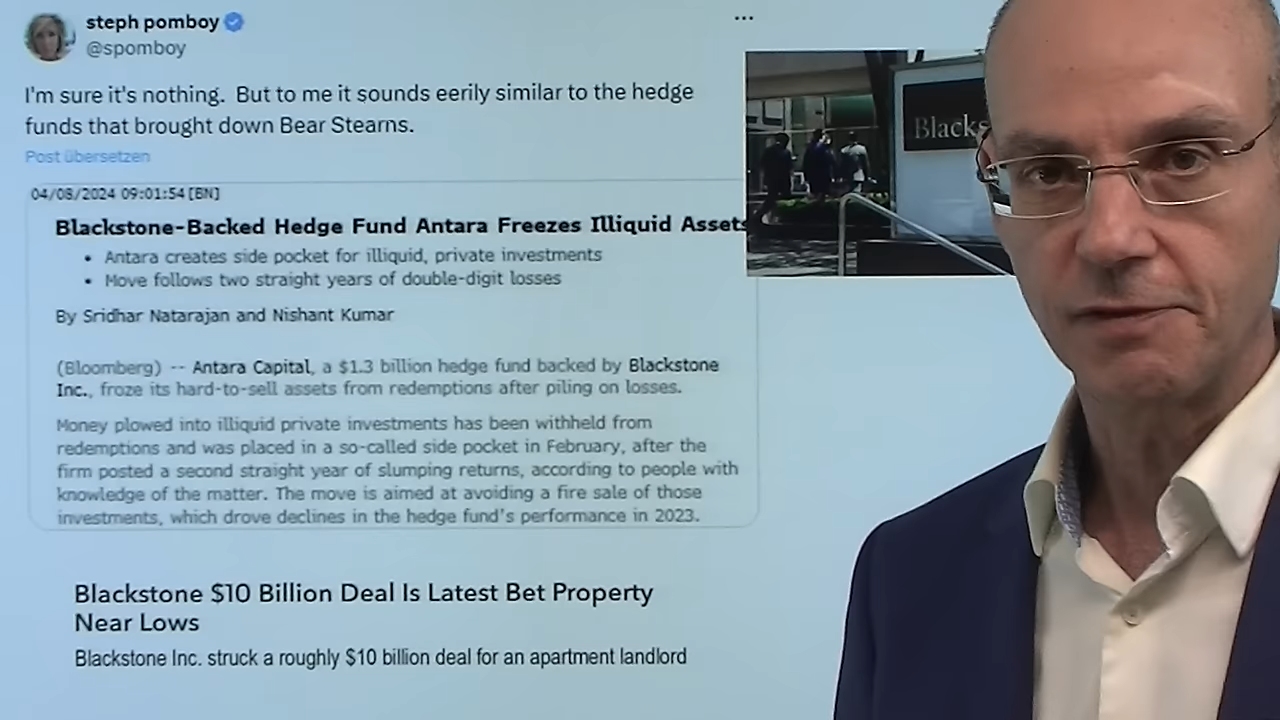 steph pomboy
@spomboy
I'm sure it's nothing. But to me it sounds eerily similar to the hedge
funds that brought down Bear Stearns.
Post übersetzen
04/08/2024 09:01:54 [BN]
Blackstone-Backed Hedge Fund Antara Freezes Illiquid Assets
• Antara creates side pocket for illiquid, private investments
• Move follows two straight years of double-digit losses
By Sridhar Natarajan and Nishant Kumar
(Bloomberg) -- Antara Capital, a $1.3 billion hedge fund backed by Blackstone
Inc., froze its hard-to-sell assets from redemptions after piling on losses.
Money plowed into illiquid private investments has been withheld from
redemptions and was placed in a so-called side pocket in February, after the
firm posted a second straight year of slumping returns, according to people with
knowledge of the matter. The move is aimed at avoiding a fire sale of those
investments, which drove declines in the hedge fund's performance in 2023.
Blacks
Blackstone $10 Billion Deal Is Latest Bet Property
Near Lows
Blackstone Inc. struck a roughly $10 billion deal for an apartment landlord